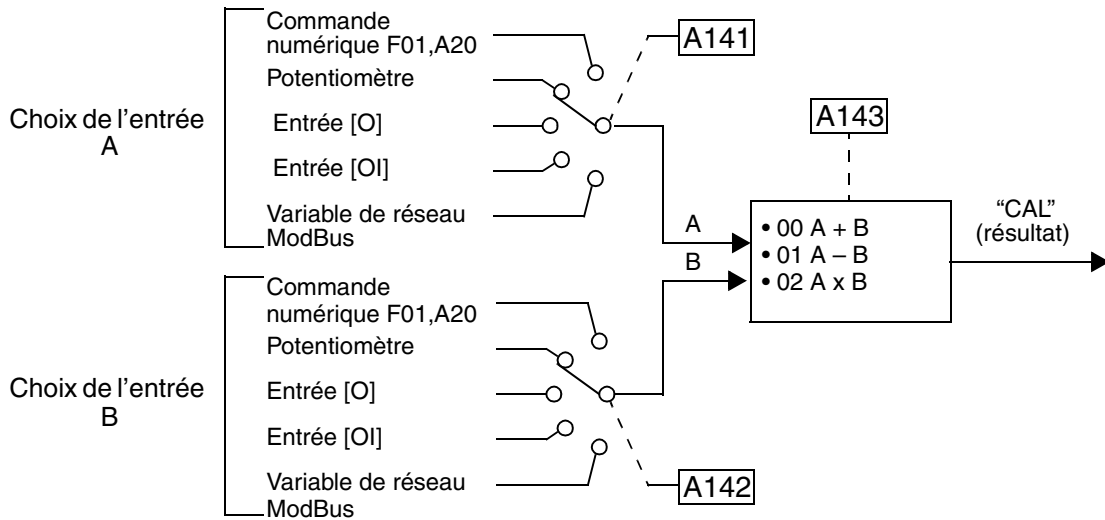 Commande
numérique F01,A20
Potentiomètre
Entrée [O]
Entrée [OI]
Variable de réseau
ModBus
Choix de l'entrée
A
A141
A143
A
B
• 00 A + B
• 01 A – B
• 02 A x B
“CAL”
(résultat)
Commande
numérique F01,A20
Potentiomètre
Entrée [O]
Entrée [OI]
Variable de réseau
ModBus
Choix de l'entrée
B
A142